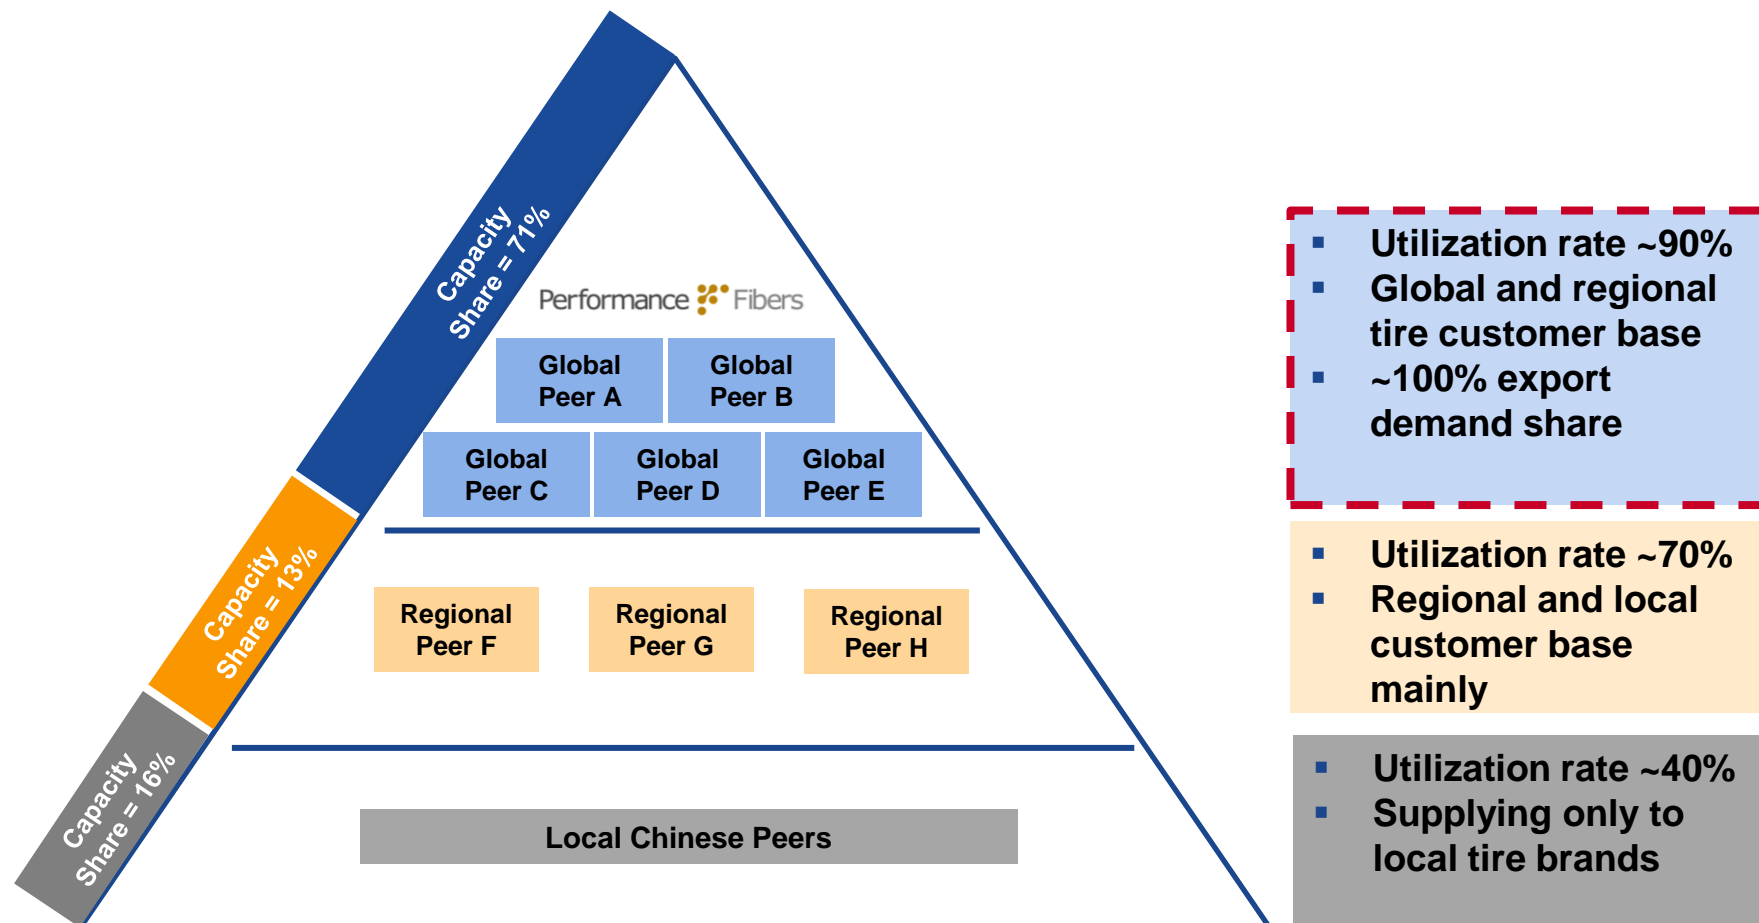 Capacity
Share = 71%
Performance Fibers
Global
Peer A
Global
Peer B
Global
Peer C
Global
Peer D
Global
Peer E
▪ Utilization rate ~90%
▪ Global and regional
tire customer base
▪ ~100% export
demand share
Capacity
Share = 13%
Regional
Peer F
Regional
Peer G
Regional
Peer H
▪ Utilization rate ~70%
▪ Regional and local
customer base
mainly
Capacity
Share = 16%
Local Chinese Peers
▪ Utilization rate ~40%
▪ Supplying only to
local tire brands